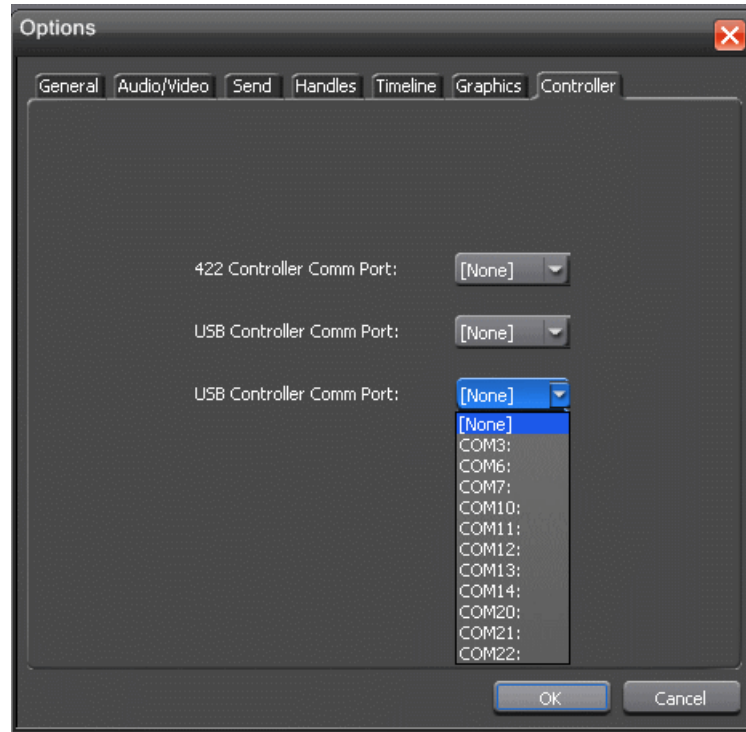 Options
General Audio/Video Send Handles Timeline Graphics Controller
422 Controller Comm Port: [None]
USB Controller Comm Port: [None]
USB Controller Comm Port: [None]
[None]
COM3:
COM6:
COM7:
COM10:
COM11:
COM12:
COM13:
COM14:
COM20:
COM21:
COM22:
OK Cancel